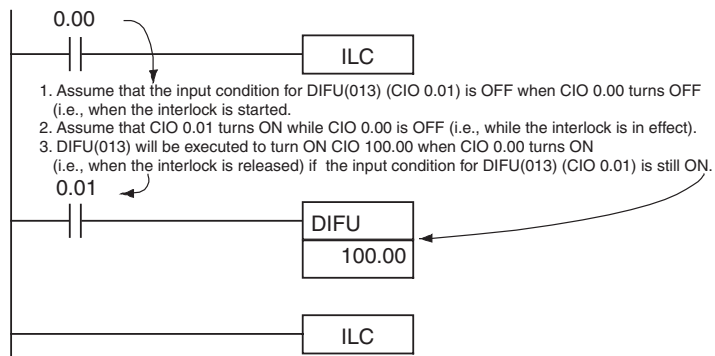 0.00
ILC
1. Assume that the input condition for DIFU(013) (CIO 0.01) is OFF when CIO 0.00 turns OFF
(i.e., when the interlock is started.
2. Assume that CIO 0.01 turns ON while CIO 0.00 is OFF (i.e., while the interlock is in effect).
3. DIFU(013) will be executed to turn ON CIO 100.00 when CIO 0.00 turns ON
(i.e., when the interlock is released) if the input condition for DIFU(013) (CIO 0.01) is still ON.
0.01
DIFU
100.00
ILC